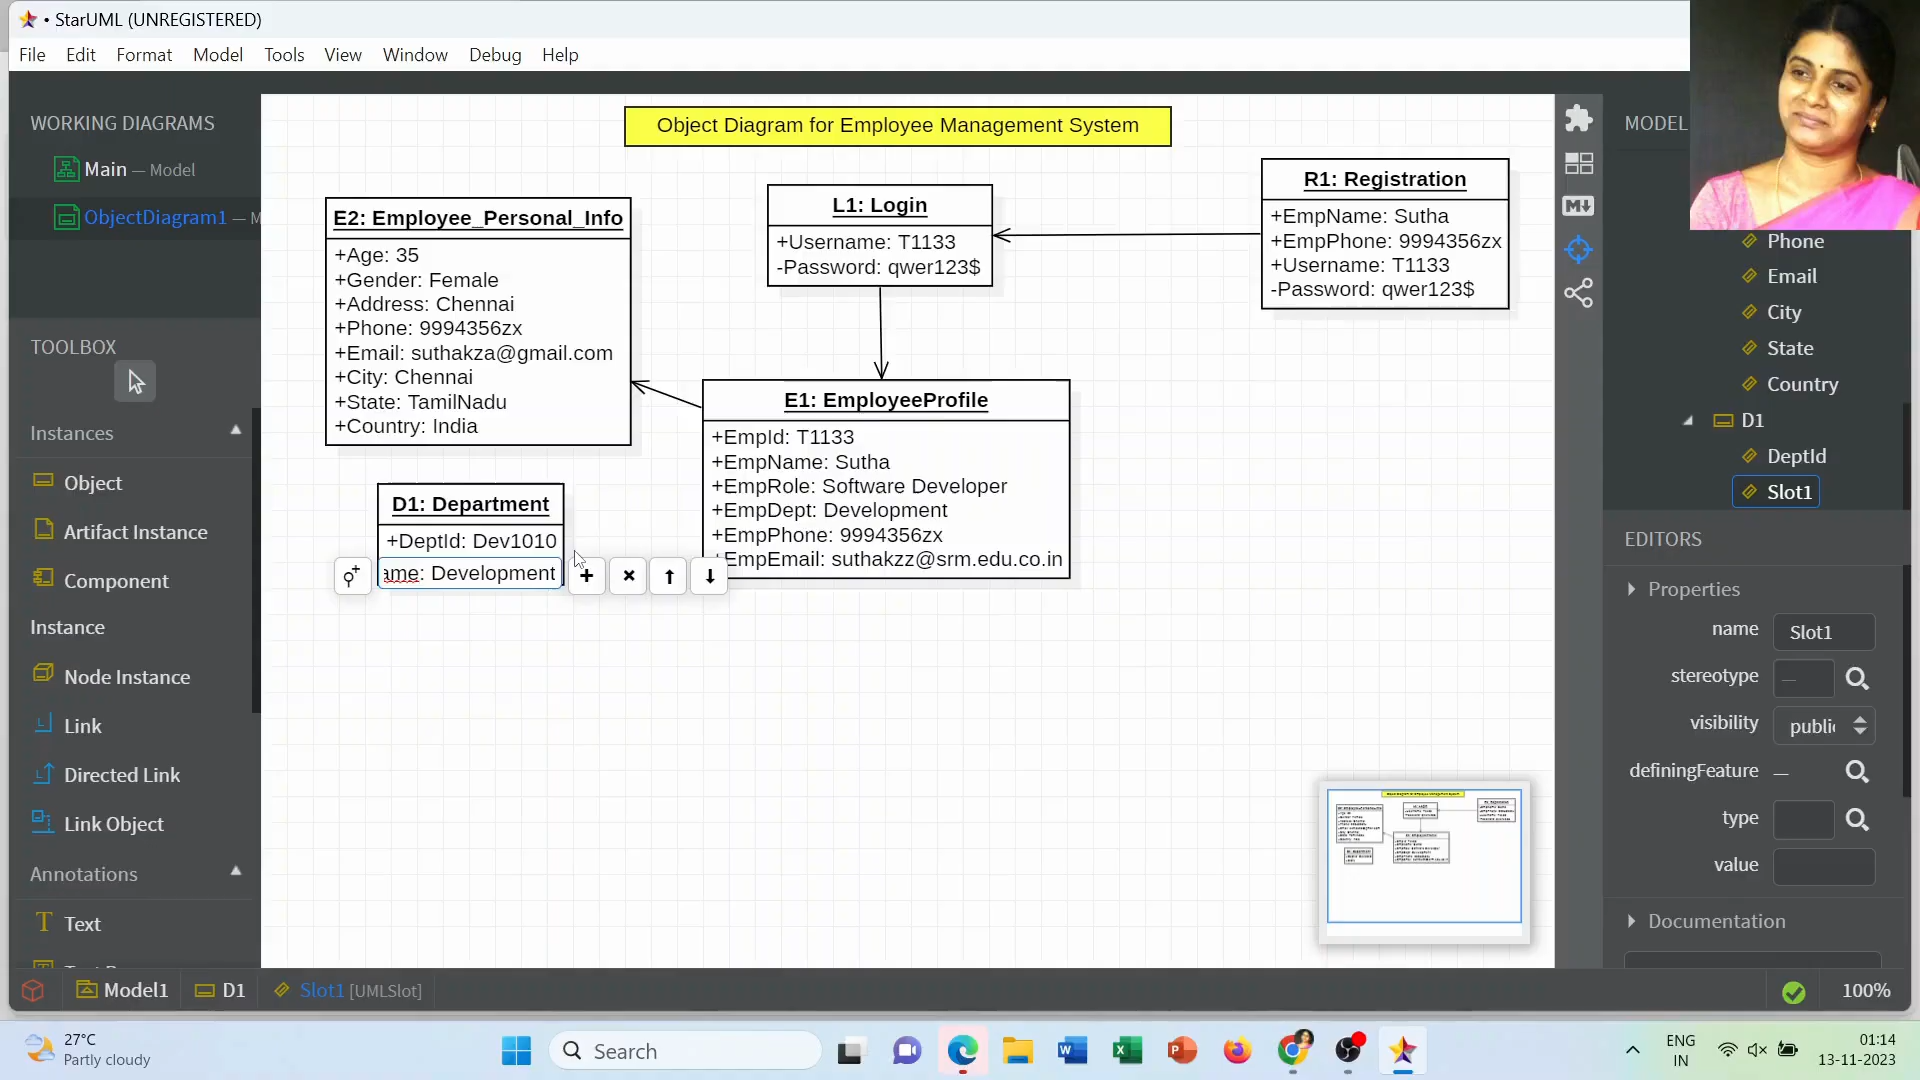 • StarUML (UNREGISTERED)
File Edit Format Model Tools View Window Debug Help
WORKING DIAGRAMS
Main — Model
ObjectDiagram1 — M
TOOLBOX
Instances
Object
Artifact Instance
Component
Instance
Node Instance
Link
Directed Link
Link Object
Annotations
Text
Object Diagram for Employee Management System
E2: Employee_Personal_Info
+Age: 35
+Gender: Female
+Address: Chennai
+Phone: 9994356zx
+Email: suthakza@gmail.com
+City: Chennai
+State: TamilNadu
+Country: India
L1: Login
+Username: T1133
-Password: qwer123$
R1: Registration
+EmpName: Sutha
+EmpPhone: 9994356zx
+Username: T1133
-Password: qwer123$
E1: EmployeeProfile
+EmpId: T1133
+EmpName: Sutha
+EmpRole: Software Developer
+EmpDept: Development
+EmpPhone: 9994356zx
EmpEmail: suthakzz@srm.edu.co.in
D1: Department
+DeptId: Dev1010
ame: Development
MODEL
Phone
Email
City
State
Country
D1
DeptId
Slot1
EDITORS
Properties
name Slot1
stereotype —
visibility public
definingFeature —
type
value
Documentation
Model1 D1 Slot1 [UMLSlot]
100%
27°C
Partly cloudy
Search
ENG
IN
01:14
13-11-2023